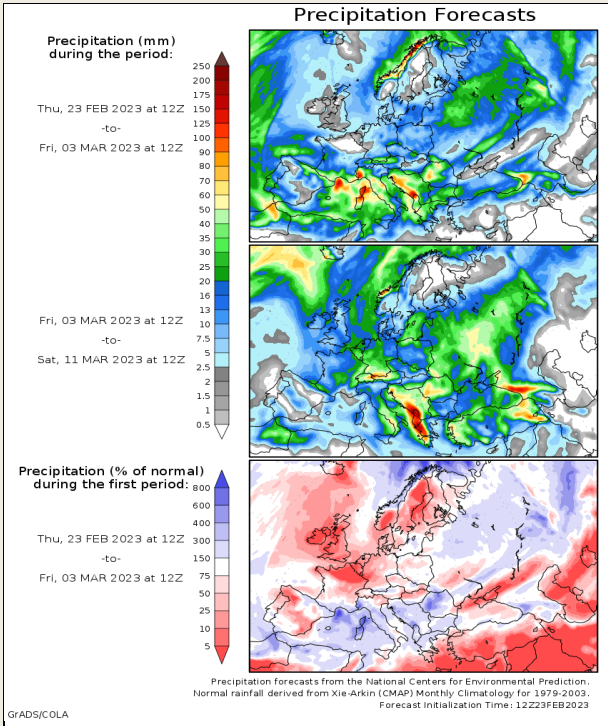 Precipitation Forecasts
Precipitation (mm)
during the period:
Thu, 23 FEB 2023 at 12Z
-to-
Fri, 03 MAR 2023 at 12Z
250
200
175
150
125
100
90
80
70
60
50
40
35
30
25
20
16
13
10
7.5
5
2.5
2
1.5
1
0.5
Fri, 03 MAR 2023 at 12Z
-to-
Sat, 11 MAR 2023 at 12Z
Precipitation (% of normal)
during the first period:
Thu, 23 FEB 2023 at 12Z
-to-
Fri, 03 MAR 2023 at 12Z
800
600
400
300
150
75
50
25
10
5
Precipitation forecasts from the National Centers for Environmental Prediction.
Normal rainfall derived from Xie-Arkin (CMAP) Monthly Climatology for 1979-2003.
Forecast Initialization Time: 12Z23FEB2023
GrADS/COLA